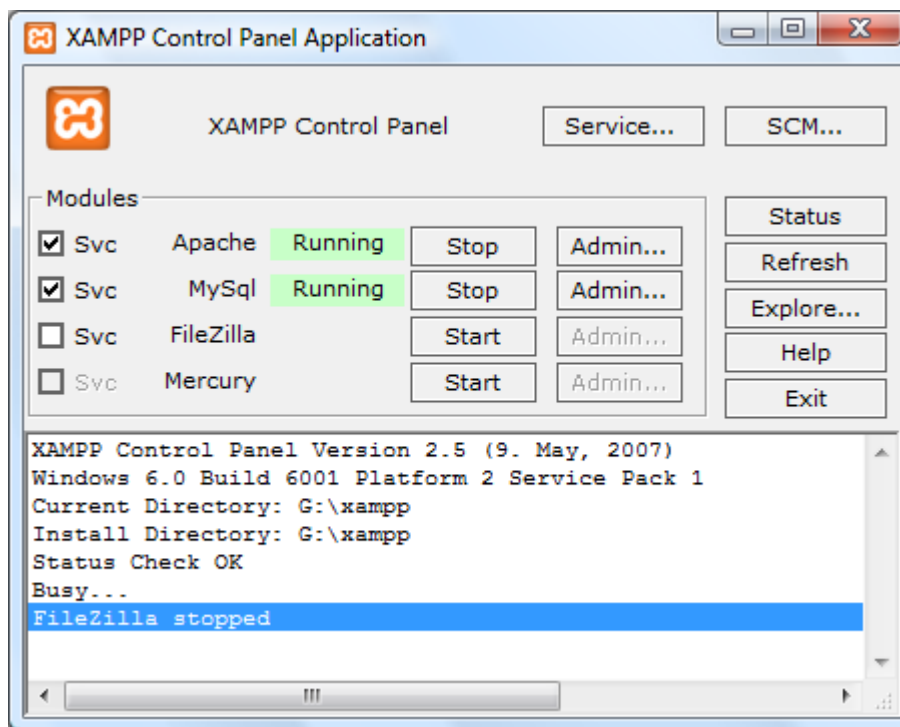 XAMPP Control Panel Application
XAMPP Control Panel Service... SCM...
Modules
Svc Apache Running Stop Admin...
Svc MySql Running Stop Admin...
Svc FileZilla Start Admin...
Svc Mercury Start Admin...
Status
Refresh
Explore...
Help
Exit
XAMPP Control Panel Version 2.5 (9. May, 2007)
Windows 6.0 Build 6001 Platform 2 Service Pack 1
Current Directory: G:\xampp
Install Directory: G:\xampp
Status Check OK
Busy...
FileZilla stopped